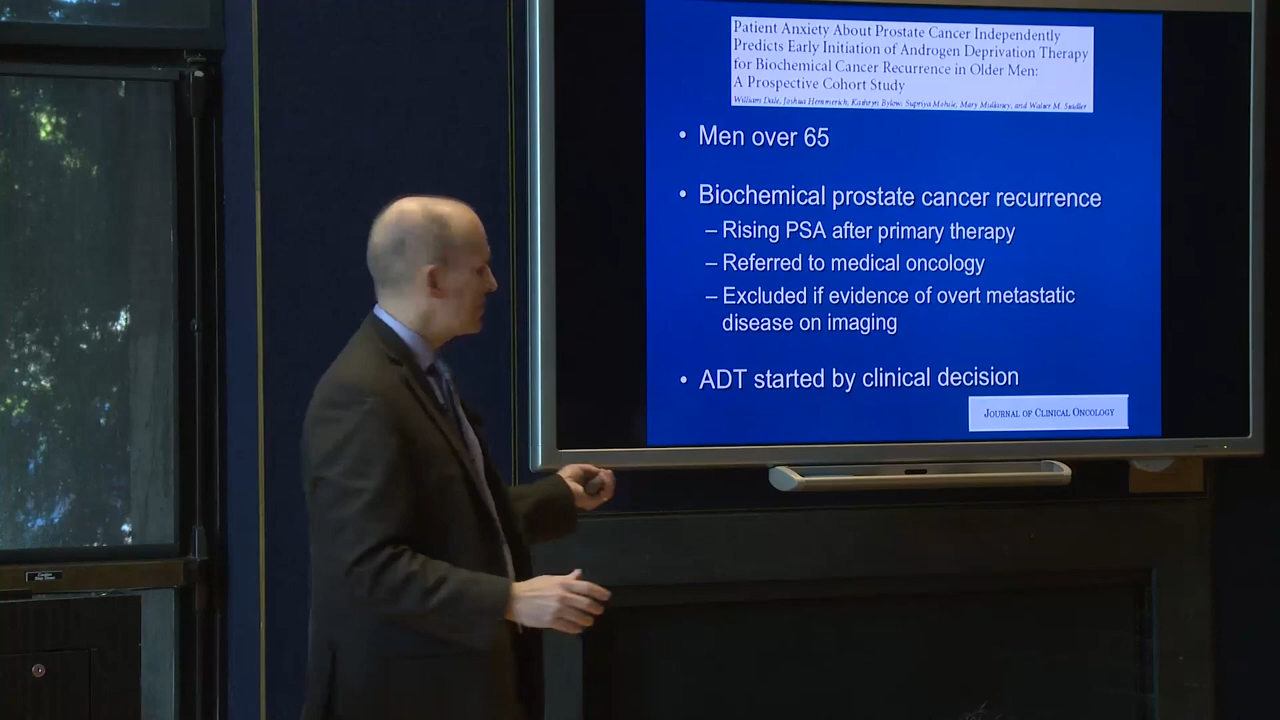 Patient Anxiety About Prostate Cancer Independently
Predicts Early Initiation of Androgen Deprivation Therapy
for Biochemical Cancer Recurrence in Older Men:
A Prospective Cohort Study
William Dale, Joshua Hemmerich, Kathryn Bylow, Supriya Mohile, Mary Mullaney, and Walter M. Stadler
• Men over 65
• Biochemical prostate cancer recurrence
– Rising PSA after primary therapy
– Referred to medical oncology
– Excluded if evidence of overt metastatic
disease on imaging
• ADT started by clinical decision
JOURNAL OF CLINICAL ONCOLOGY